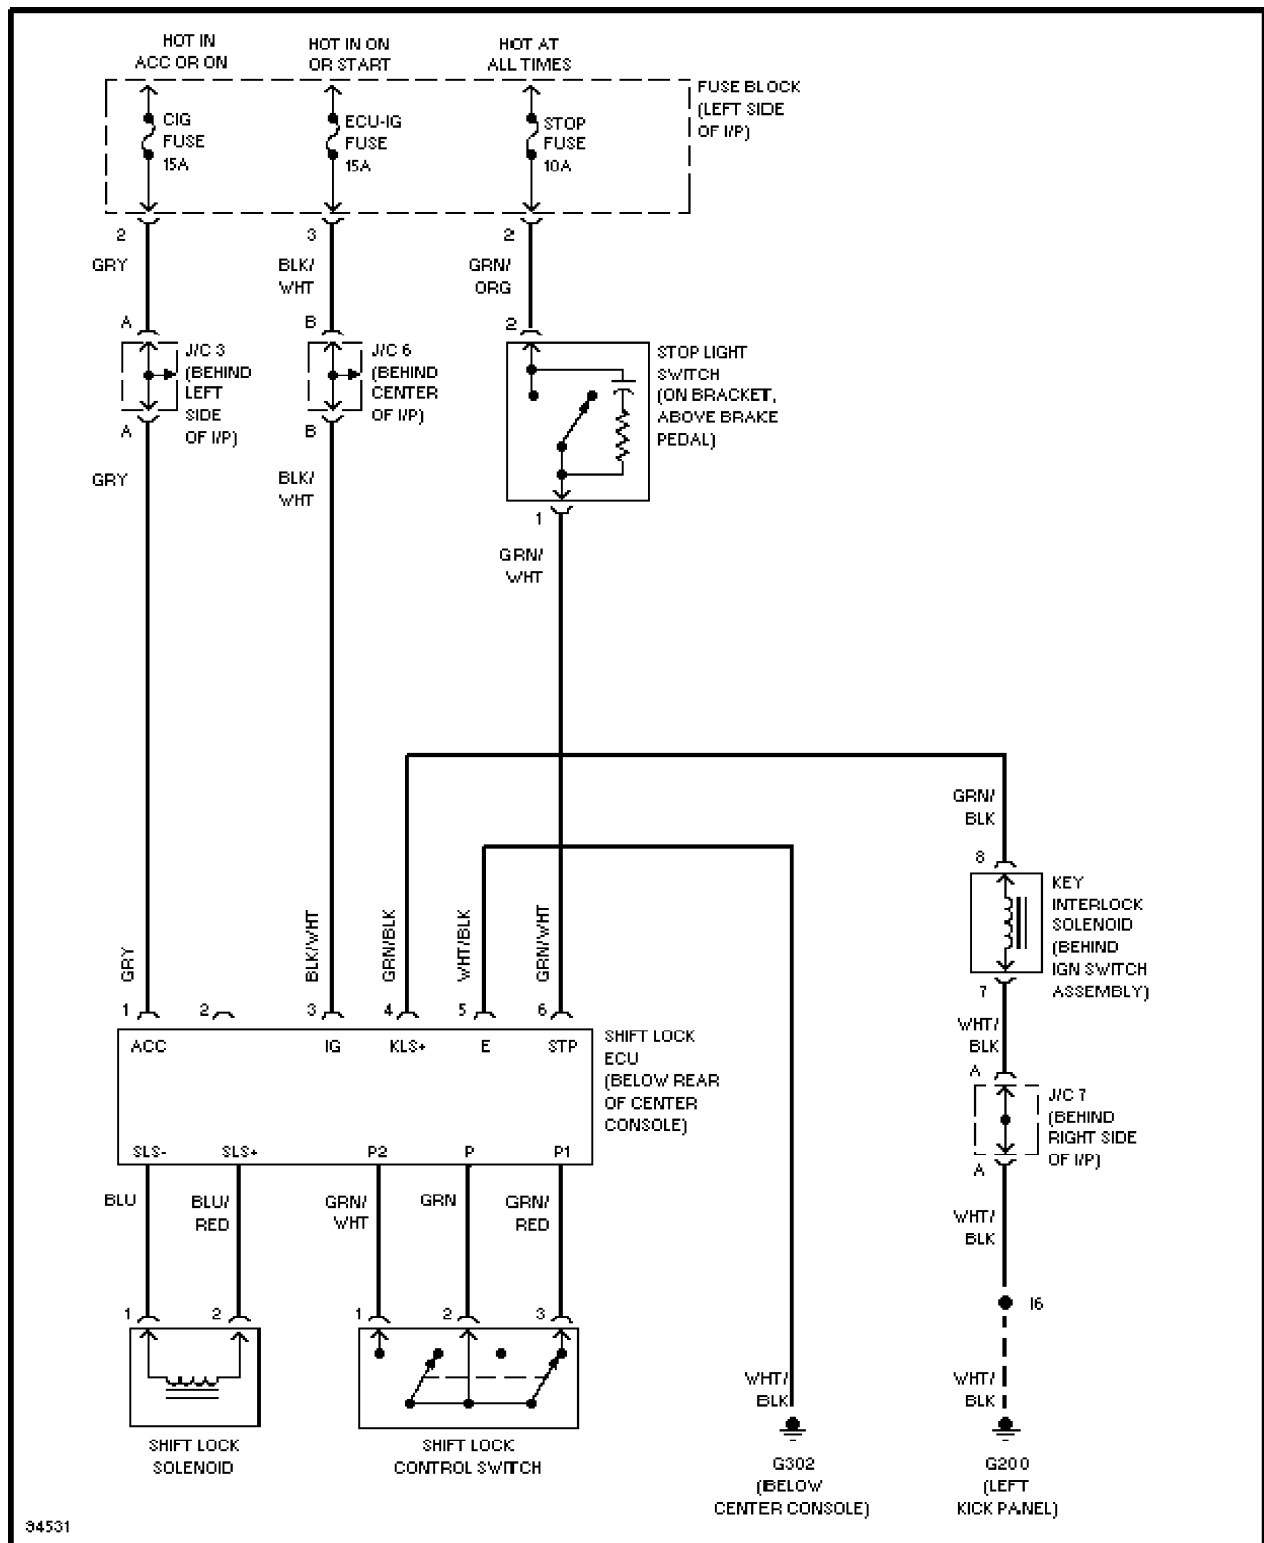 HOT IN
ACC OR ON
HOT IN ON
OR START
HOT AT
ALL TIMES
FUSE BLOCK
(LEFT SIDE
OF I/P)
CIG
FUSE
15A
ECU-IG
FUSE
15A
STOP
FUSE
10A
2
3
2
GRY
BLK/
WHT
GRN/
ORG
A
B
2
J/C 3
(BEHIND
LEFT
SIDE
OF I/P)
J/C 6
(BEHIND
CENTER
OF I/P)
STOP LIGHT
SWITCH
(ON BRACKET,
ABOVE BRAKE
PEDAL)
A
B
GRY
BLK/
WHT
1
GRN/
WHT
GRN/
BLK
8
KEY
INTERLOCK
SOLENOID
(BEHIND
IGN SWITCH
ASSEMBLY)
7
GRY
BLK/WHT
GRN/BLK
WHT/BLK
GRN/WHT
1
2
3
4
5
6
WHT/
BLK
ACC
IG
KLS+
E
STP
SHIFT LOCK
ECU
(BELOW REAR
OF CENTER
CONSOLE)
A
J/C 7
(BEHIND
RIGHT SIDE
OF I/P)
A
SLS-
SLS+
P2
P
P1
BLU
BLU/
RED
GRN/
WHT
GRN
GRN/
RED
WHT/
BLK
1
2
1
2
3
I6
WHT/
BLK
WHT/
BLK
SHIFT LOCK
SOLENOID
SHIFT LOCK
CONTROL SWITCH
G302
(BELOW
CENTER CONSOLE)
G200
(LEFT
KICK PANEL)
94531